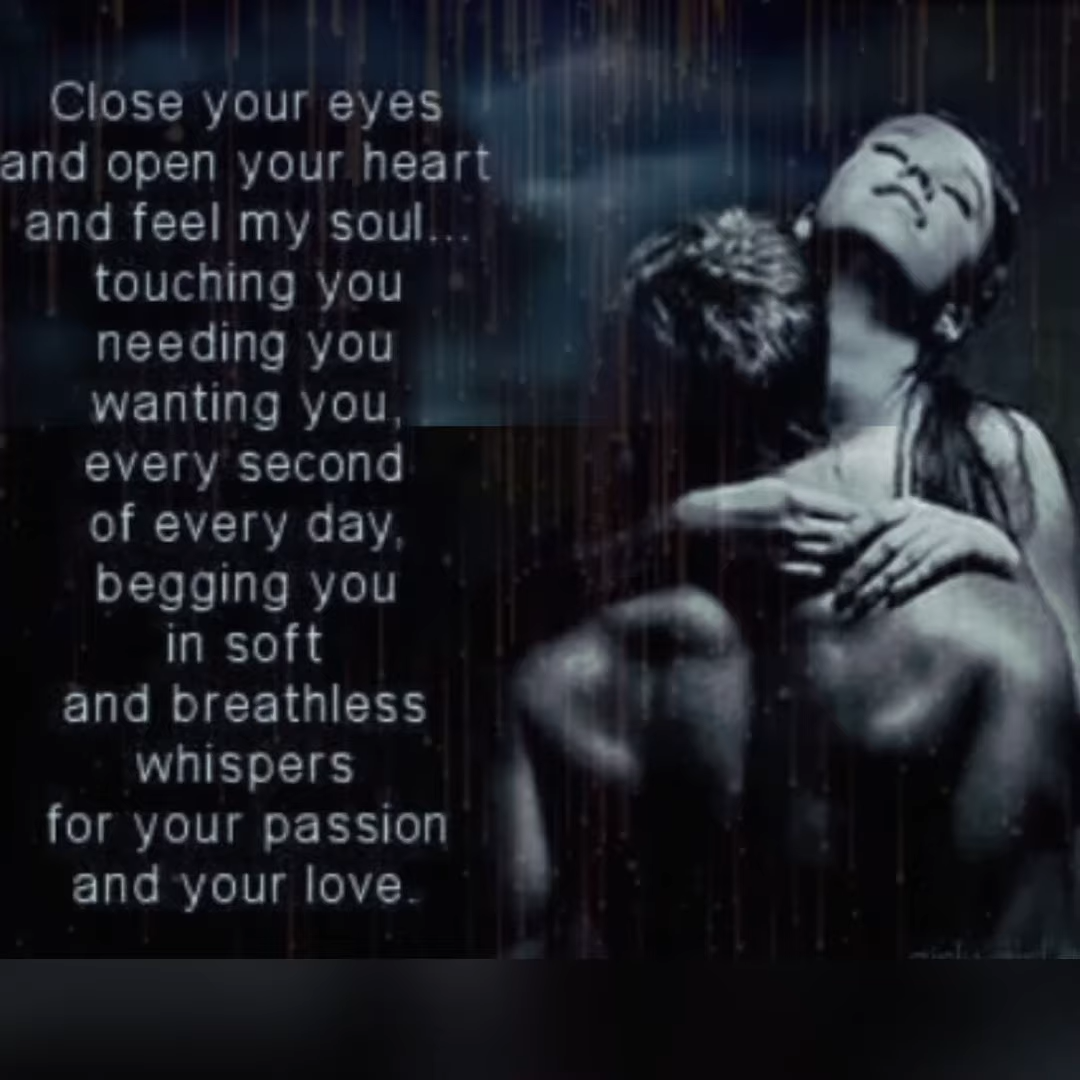 Close your eyes
and open your heart
and feel my soul...
touching you
needing you
wanting you,
every second
of every day,
begging you
in soft
and breathless
whispers
for your passion
and your love.